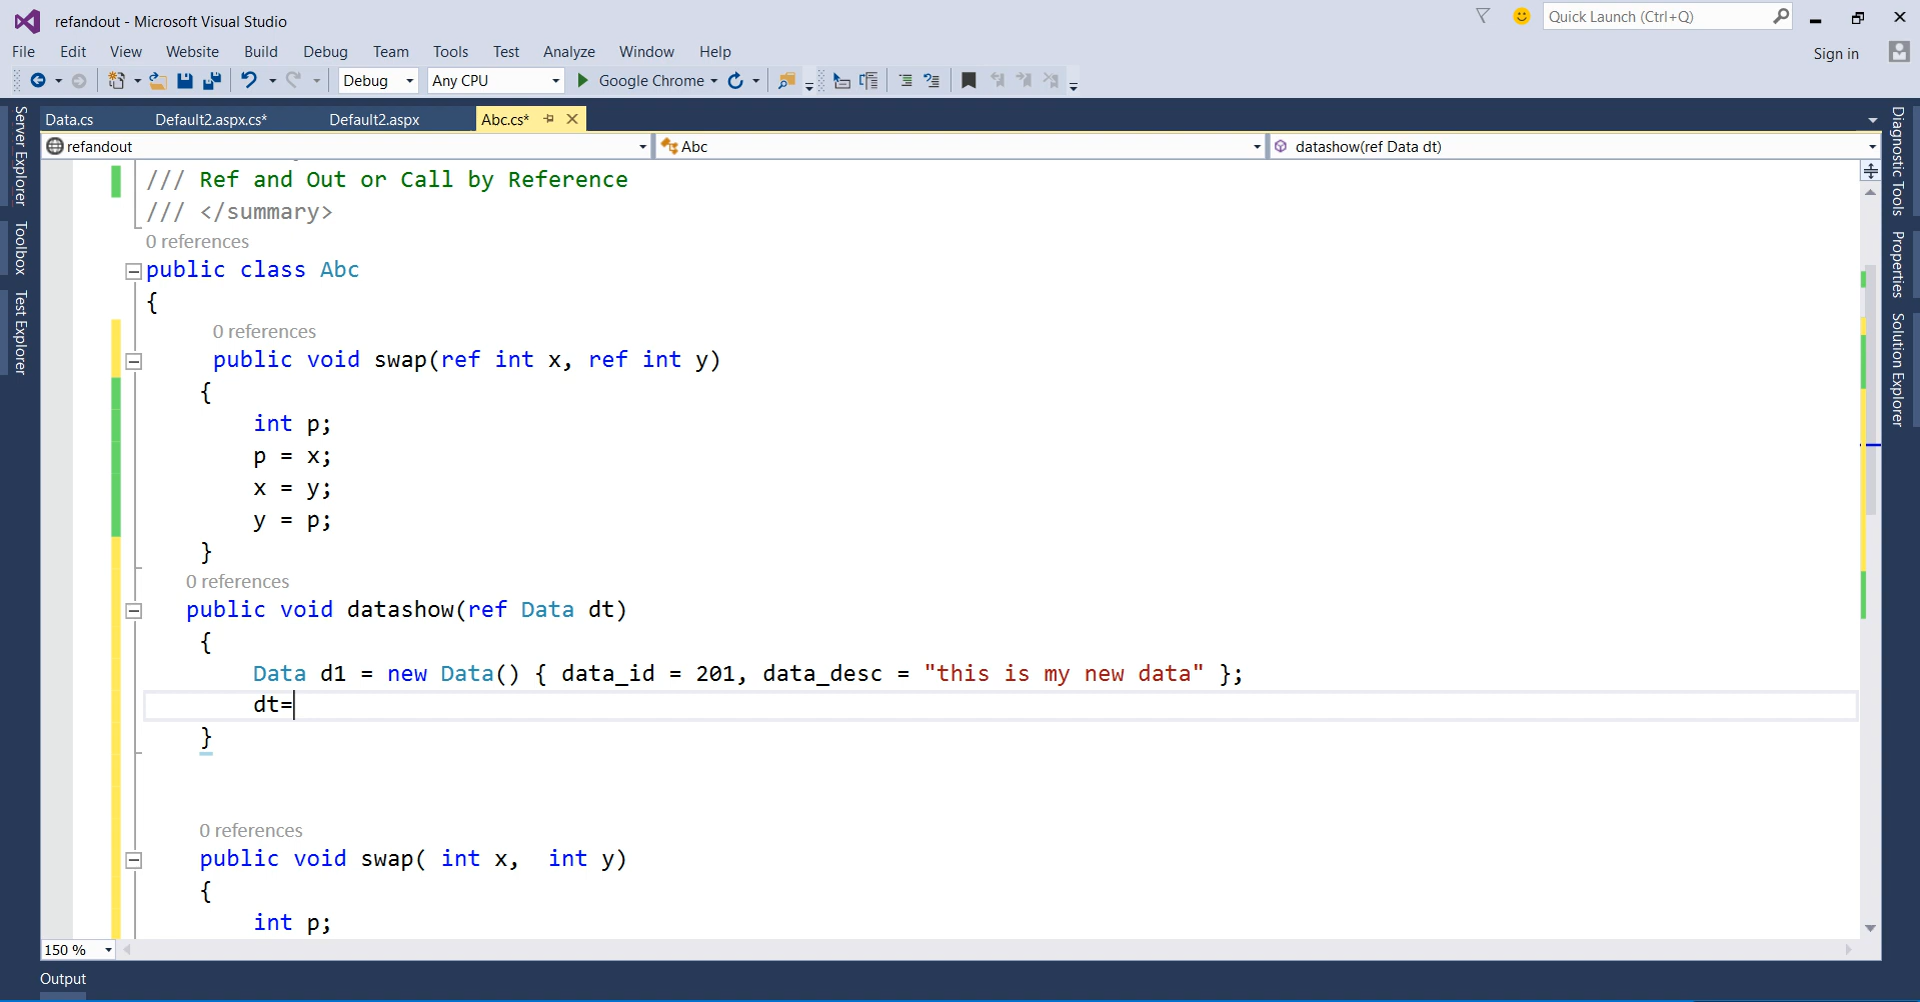 refandout - Microsoft Visual Studio
Quick Launch (Ctrl+Q)
File Edit View Website Build Debug Team Tools Test Analyze Window Help
Sign in
Debug Any CPU Google Chrome
Data.cs Default2.aspx.cs* Default2.aspx Abc.cs*
refandout Abc datashow(ref Data dt)
Server Explorer
Toolbox
Test Explorer
Diagnostic Tools
Properties
Solution Explorer
/// Ref and Out or Call by Reference
/// </summary>
0 references
public class Abc
{
0 references
public void swap(ref int x, ref int y)
{
int p;
p = x;
x = y;
y = p;
}
0 references
public void datashow(ref Data dt)
{
Data d1 = new Data() { data_id = 201, data_desc = "this is my new data" };
dt=
}
0 references
public void swap( int x,  int y)
{
int p;
150 %
Output